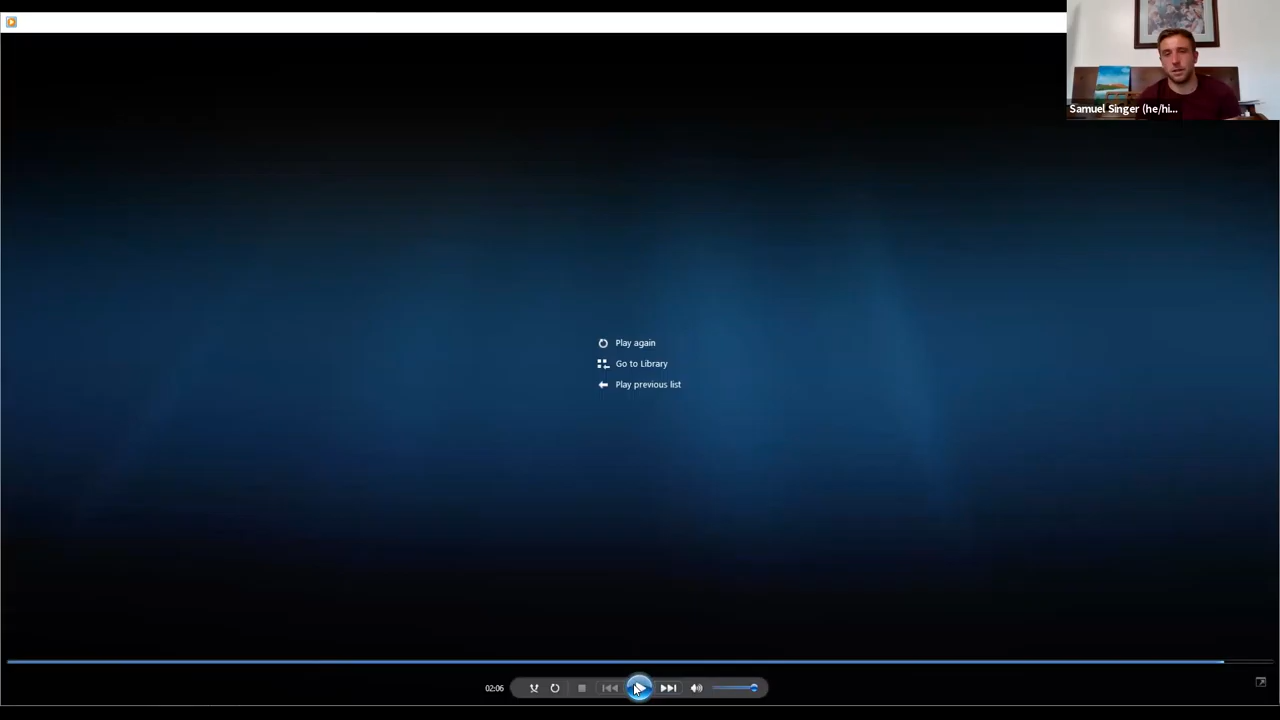 Samuel Singer (he/hi...
Play again
Go to Library
Play previous list
02:06